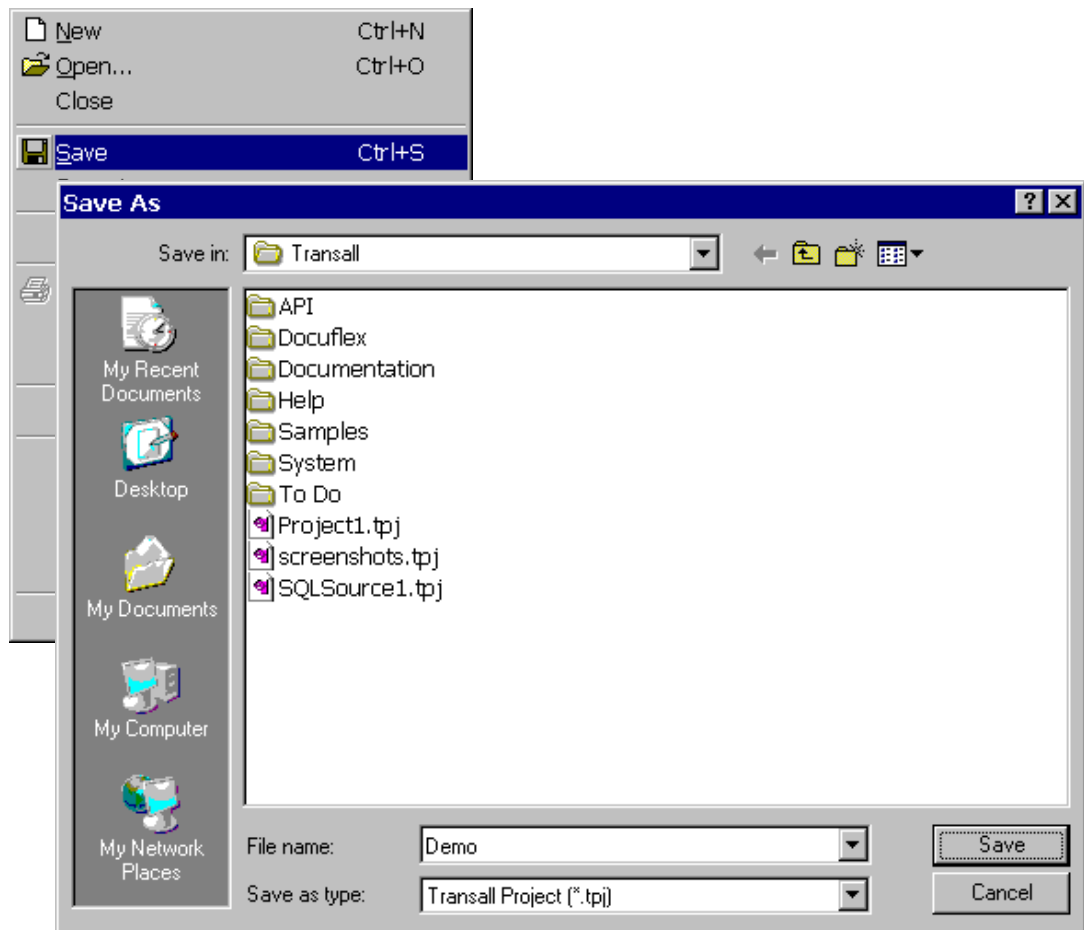 New Ctrl+N
Open... Ctrl+O
Close
Save Ctrl+S
Save As
Save in: Transall
My Recent
Documents
Desktop
My Documents
My Computer
My Network
Places
API
Docuflex
Documentation
Help
Samples
System
To Do
Project1.tpj
screenshots.tpj
SQLSource1.tpj
File name: Demo Save
Save as type: Transall Project (*.tpj) Cancel